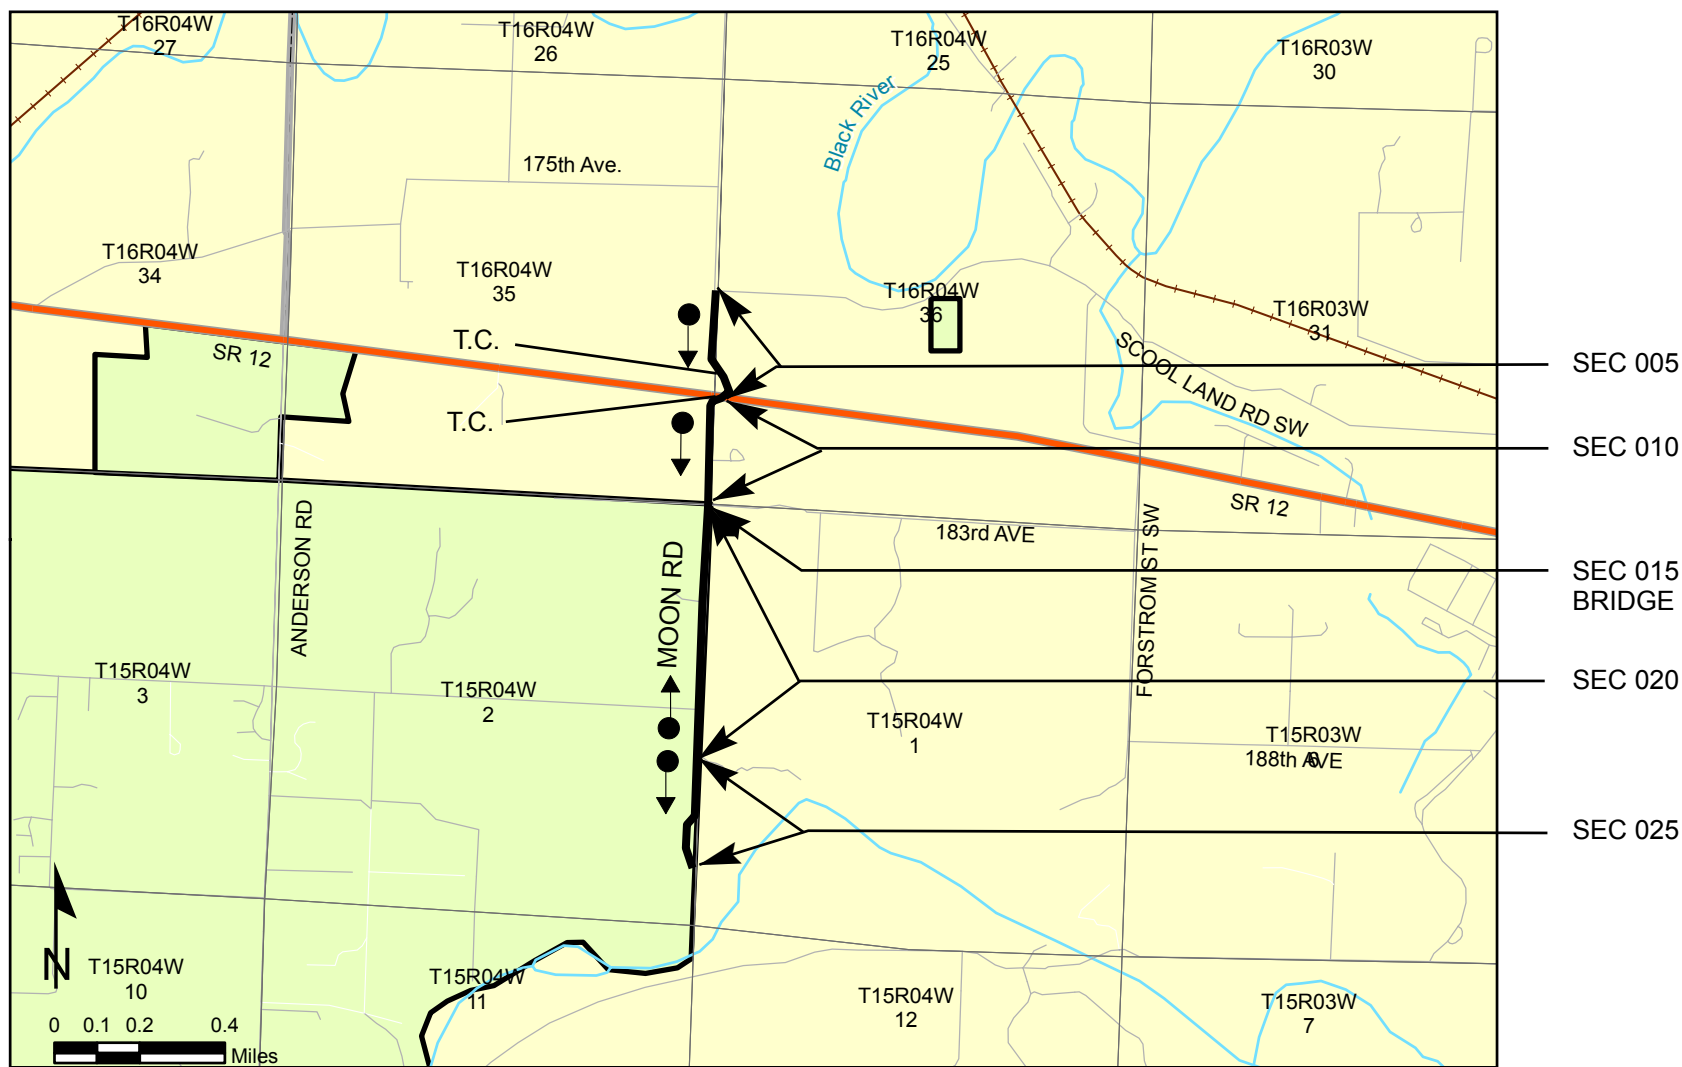 T16R04W
27
T16R04W
26
T16R04W
25
T16R03W
30
Black River
175th Ave.
T16R04W
34
T16R04W
35
T16R04W
36
T16R03W
31
SR 12
T.C.
T.C.
SCOOL LAND RD SW
SEC 005
SEC 010
SR 12
183rd AVE
ANDERSON RD
MOON RD
FORSTROM ST SW
SEC 015
BRIDGE
T15R04W
3
T15R04W
2
SEC 020
T15R04W
1
T15R03W
6
188th AVE
SEC 025
N
T15R04W
10
T15R04W
11
T15R04W
12
T15R03W
7
0 0.1 0.2 0.4
Miles